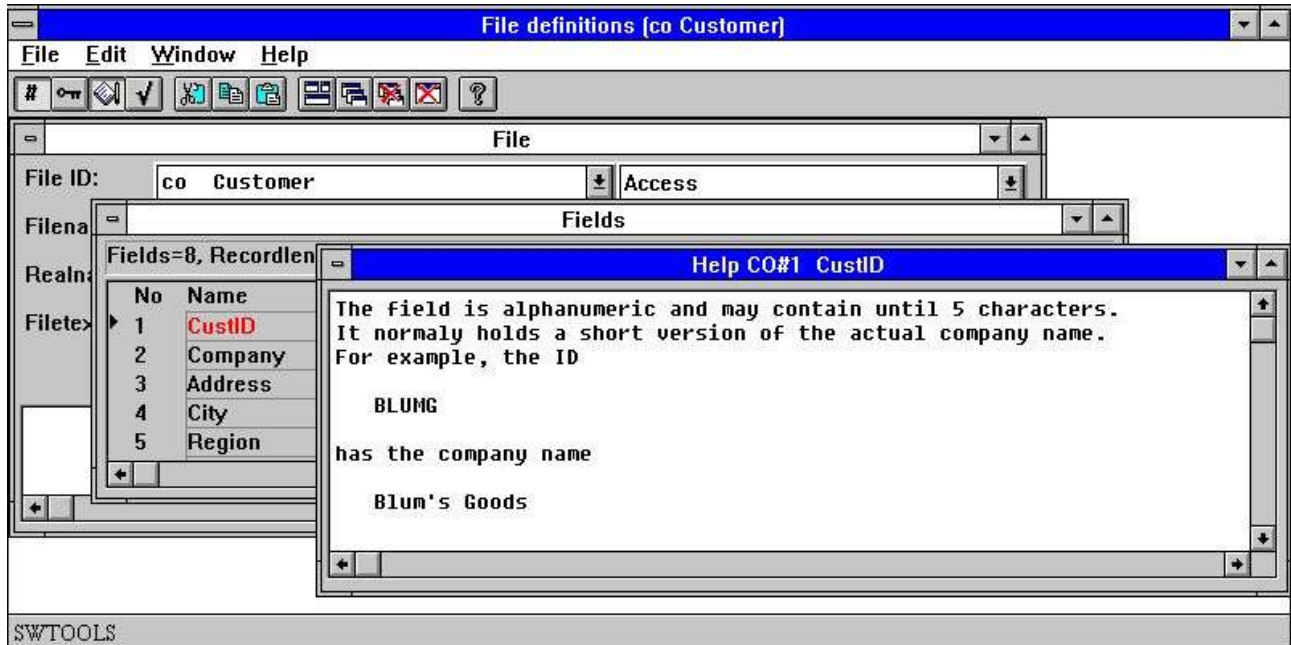 File definitions (co Customer)
File Edit Window Help
# ?
File
File ID: co Customer Access
Filena
Realna
Filetex
Fields
Fields=8, Recordlen
No Name
1 CustID
2 Company
3 Address
4 City
5 Region
Help CO#1 CustID
The field is alphanumeric and may contain until 5 characters.
It normaly holds a short version of the actual company name.
For example, the ID
BLUMG
has the company name
Blum's Goods
SWTOOLS